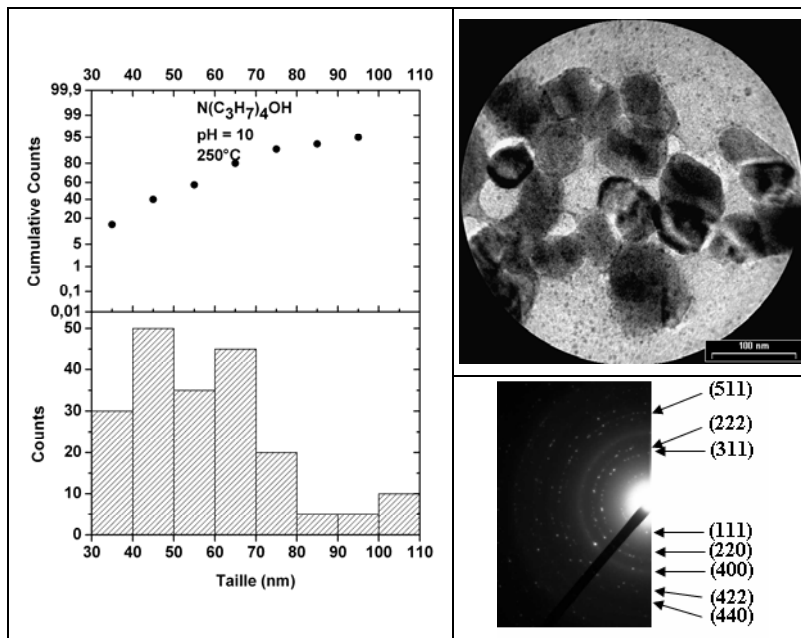 30 40 50 60 70 80 90 100 110
99,9
95
80
60
40
20
5
1
0,1
0,01
Cumulative Counts
N(C₃H₇)₄OH
pH = 10
250°C
50
40
30
20
10
0
Counts
30 40 50 60 70 80 90 100 110
Taille (nm)
100 nm
(511)
(222)
(311)
(111)
(220)
(400)
(422)
(440)